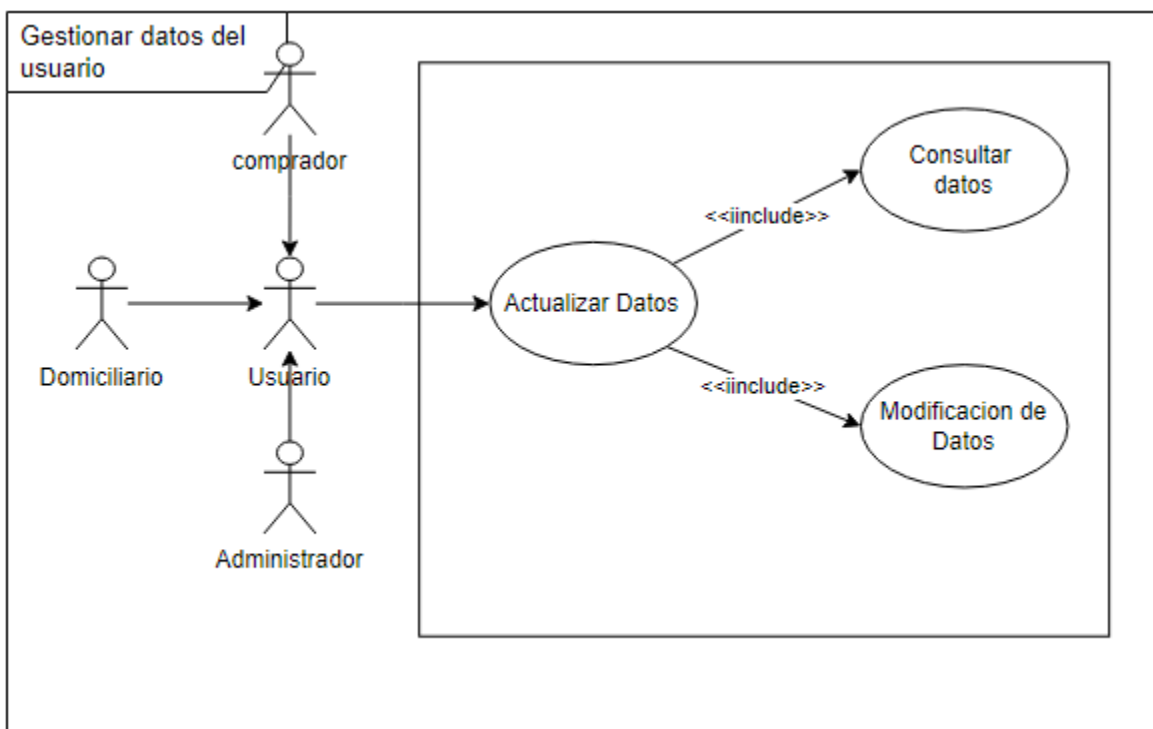 Gestionar datos del
usuario
comprador
Consultar
datos
<<iinclude>>
Actualizar Datos
Domiciliario
Usuario
<<iinclude>>
Modificacion de
Datos
Administrador